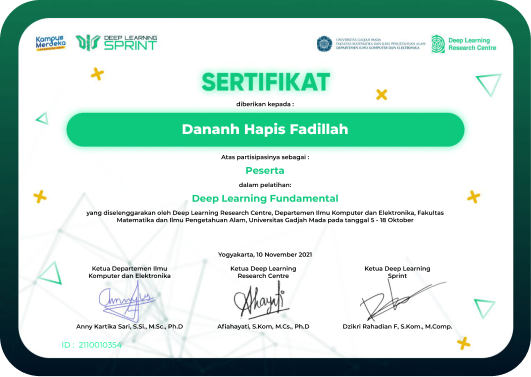 Kampus
Merdeka
DEEP LEARNING
SPRINT
UNIVERSITAS GADJAH MADA
FAKULTAS MATEMATIKA DAN ILMU PENGETAHUAN ALAM
DEPARTEMEN ILMU KOMPUTER DAN ELEKTRONIKA
Deep Learning
Research Centre
SERTIFIKAT
diberikan kepada :
Dananh Hapis Fadillah
Atas partisipasinya sebagai :
Peserta
dalam pelatihan:
Deep Learning Fundamental
yang diselenggarakan oleh Deep Learning Research Centre, Departemen Ilmu Komputer dan Elektronika, Fakultas
Matematika dan Ilmu Pengetahuan Alam, Universitas Gadjah Mada pada tanggal 5 - 18 Oktober
Yogyakarta, 10 November 2021
Ketua Departemen Ilmu
Komputer dan Elektronika
Ketua Deep Learning
Research Centre
Ketua Deep Learning
Sprint
Anny Kartika Sari, S.Si., M.Sc., Ph.D
Afiahayati, S.Kom, M.Cs., Ph.D
Dzikri Rahadian F, S.Kom., M.Comp.
ID : 2110010354